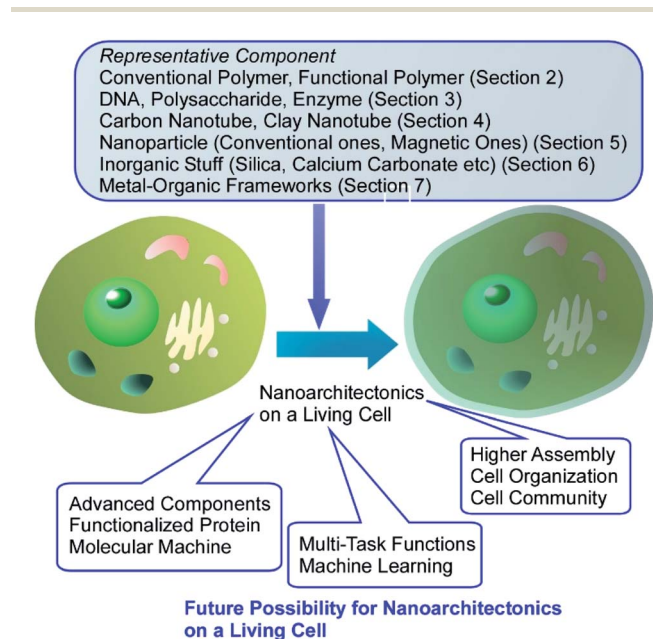 Representative Component
Conventional Polymer, Functional Polymer (Section 2)
DNA, Polysaccharide, Enzyme (Section 3)
Carbon Nanotube, Clay Nanotube (Section 4)
Nanoparticle (Conventional ones, Magnetic Ones) (Section 5)
Inorganic Stuff (Silica, Calcium Carbonate etc) (Section 6)
Metal-Organic Frameworks (Section 7)
Nanoarchitectonics
on a Living Cell
Advanced Components
Functionalized Protein
Molecular Machine
Multi-Task Functions
Machine Learning
Higher Assembly
Cell Organization
Cell Community
Future Possibility for Nanoarchitectonics
on a Living Cell